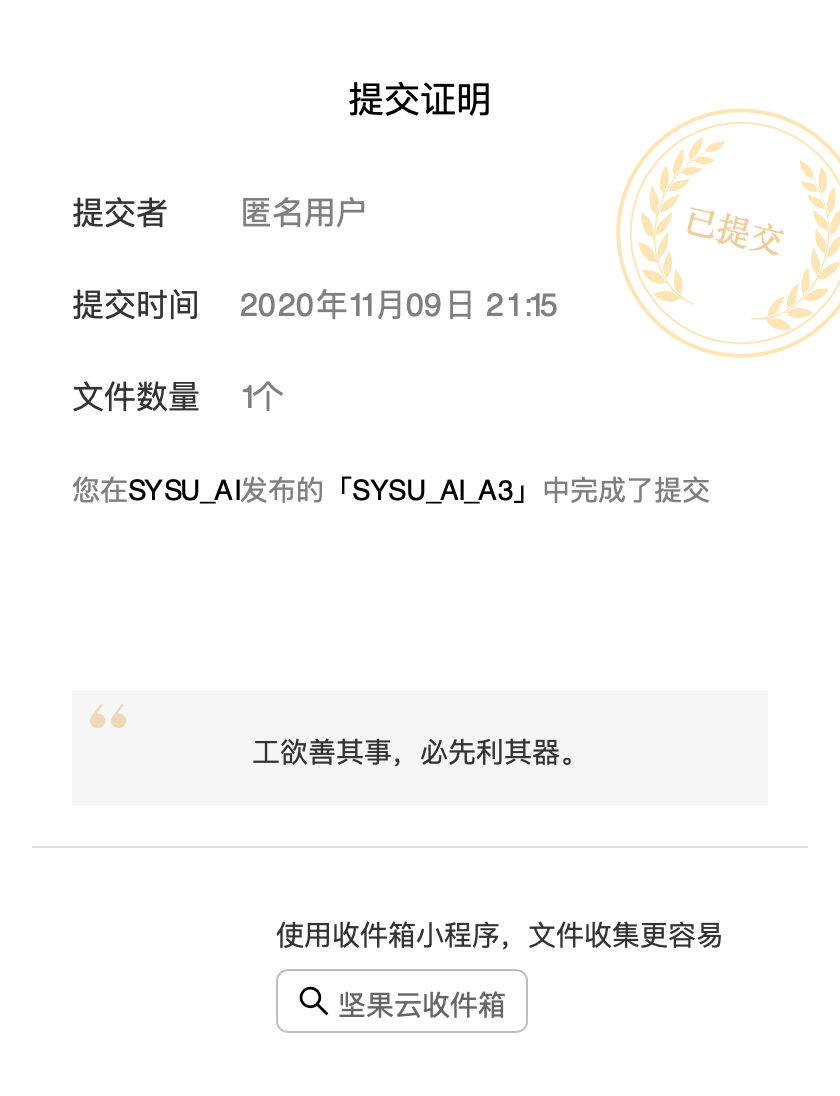 提交证明
已提交
提交者 匿名用户
提交时间 2020年11月09日 21:15
文件数量 1个
您在SYSU_AI发布的「SYSU_AI_A3」中完成了提交
工欲善其事，必先利其器。
使用收件箱小程序，文件收集更容易
坚果云收件箱